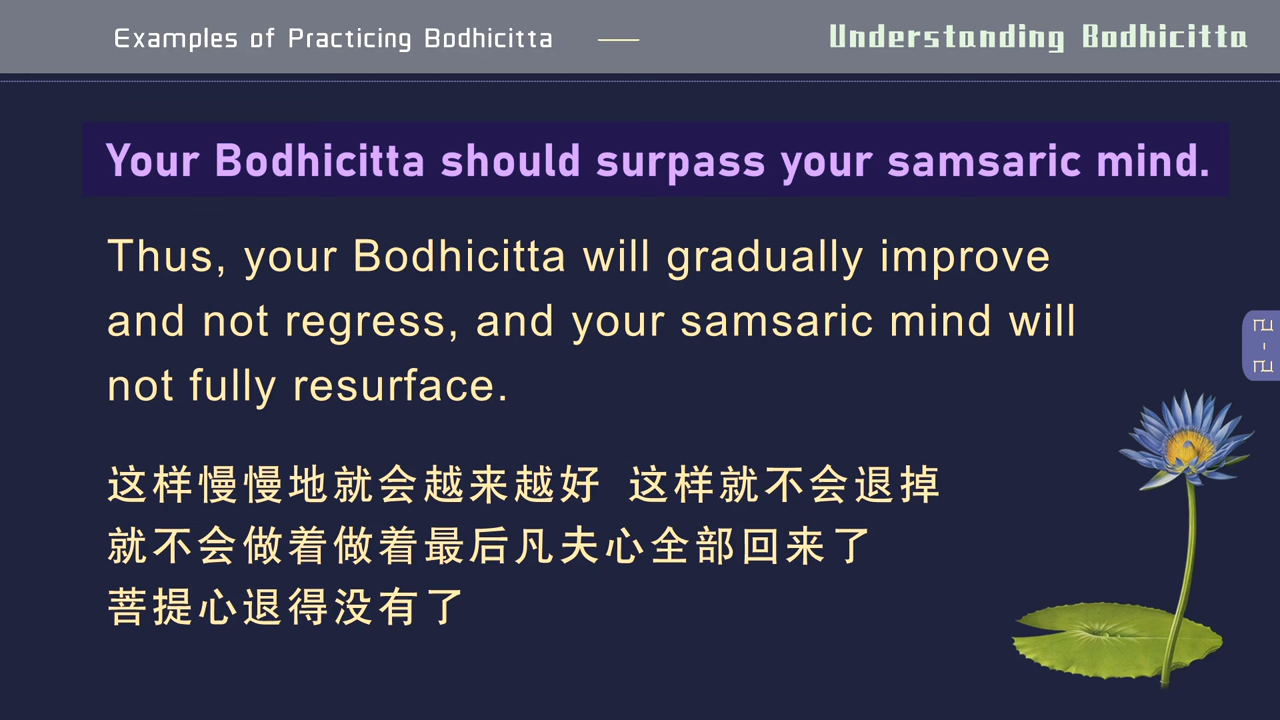 Examples of Practicing Bodhicitta —
Understanding Bodhicitta
Your Bodhicitta should surpass your samsaric mind.
Thus, your Bodhicitta will gradually improve
and not regress, and your samsaric mind will
not fully resurface.
这样慢慢地就会越来越好 这样就不会退掉
就不会做着做着最后凡夫心全部回来了
菩提心退得没有了